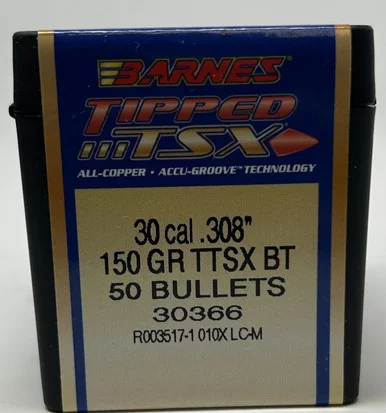 BARNES
TIPPED
TSX
ALL-COPPER • ACCU-GROOVE™ TECHNOLOGY
30 cal .308"
150 GR TTSX BT
50 BULLETS
30366
R003517-1 010X LC-M